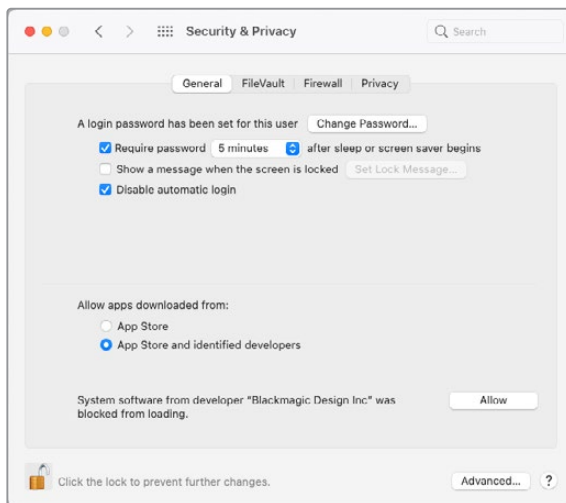 Security & Privacy
Search
General FileVault Firewall Privacy
A login password has been set for this user Change Password...
Require password 5 minutes after sleep or screen saver begins
Show a message when the screen is locked Set Lock Message...
Disable automatic login
Allow apps downloaded from:
App Store
App Store and identified developers
System software from developer “Blackmagic Design Inc” was Allow
blocked from loading.
Click the lock to prevent further changes. Advanced... ?